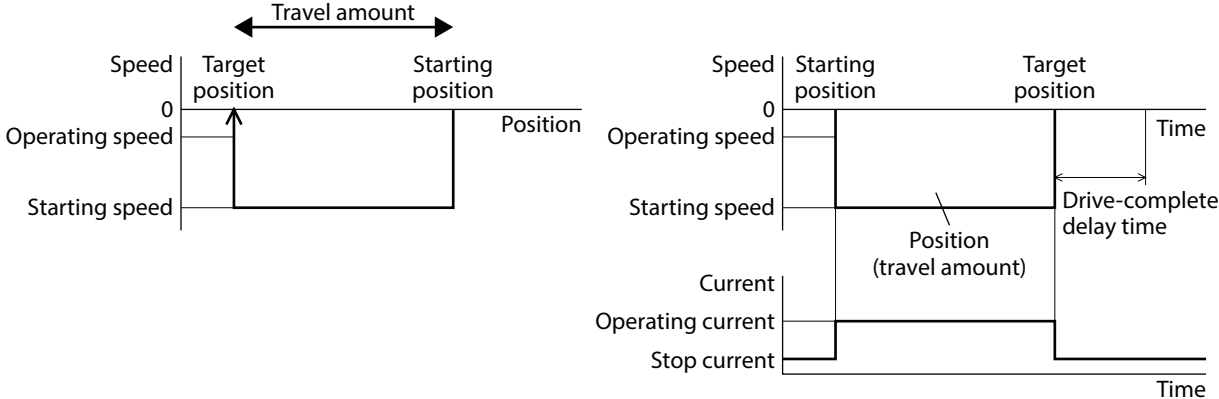 Travel amount
Speed
Target
position
Starting
position
0
Position
Operating speed
Starting speed
Speed
Starting
position
Target
position
0
Time
Operating speed
Starting speed
Drive-complete
delay time
Position
(travel amount)
Current
Operating current
Stop current
Time